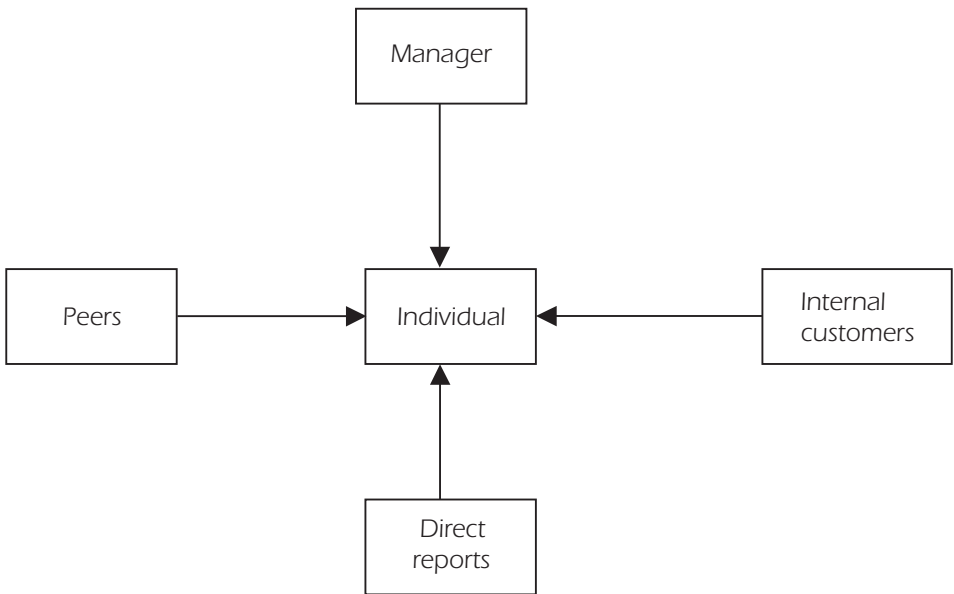 Manager
Peers
Individual
Internal
customers
Direct
reports